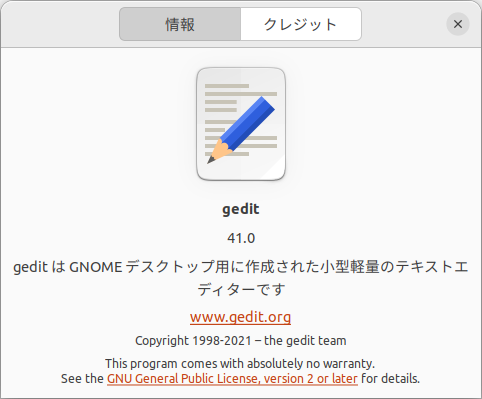 情報
クレジット
gedit
41.0
gedit は GNOME デスクトップ用に作成された小型軽量のテキストエ
ディターです
www.gedit.org
Copyright 1998-2021 – the gedit team
This program comes with absolutely no warranty.
See the GNU General Public License, version 2 or later for details.